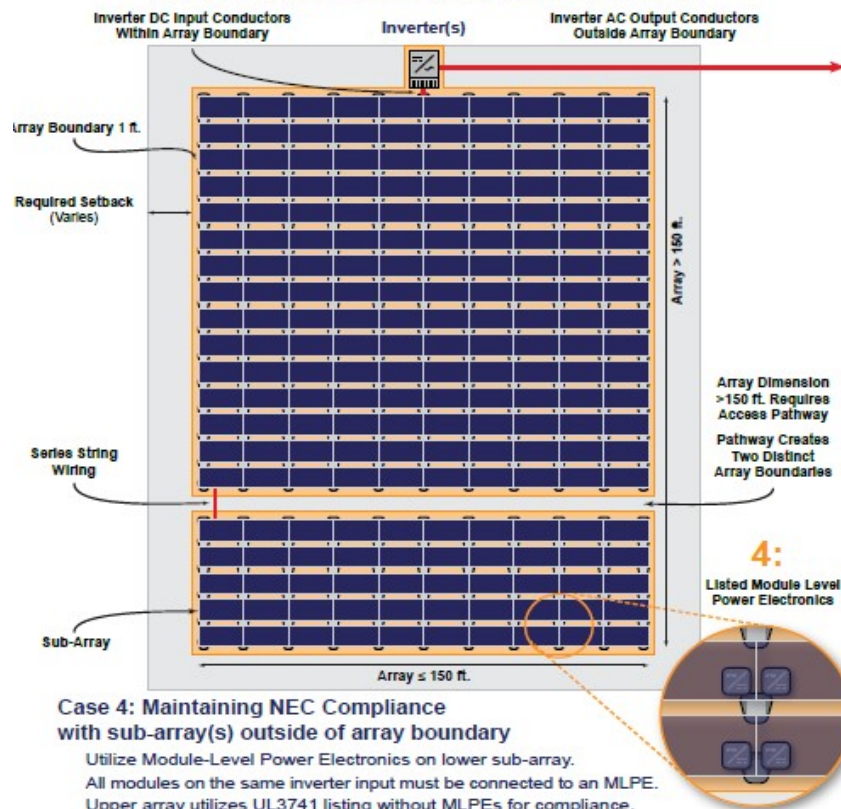 Inverter DC Input Conductors
Within Array Boundary
Inverter(s)
Inverter AC Output Conductors
Outside Array Boundary
Array Boundary 1 ft.
Required Setback
(Varies)
Array > 150 ft.
Array Dimension
>150 ft. Requires
Access Pathway
Pathway Creates
Two Distinct
Array Boundaries
Series String
Wiring
4:
Listed Module Level
Power Electronics
Sub-Array
Array ≤ 150 ft.
Case 4: Maintaining NEC Compliance
with sub-array(s) outside of array boundary
Utilize Module-Level Power Electronics on lower sub-array.
All modules on the same inverter input must be connected to an MLPE.
Upper array utilizes UL3741 listing without MLPEs for compliance.